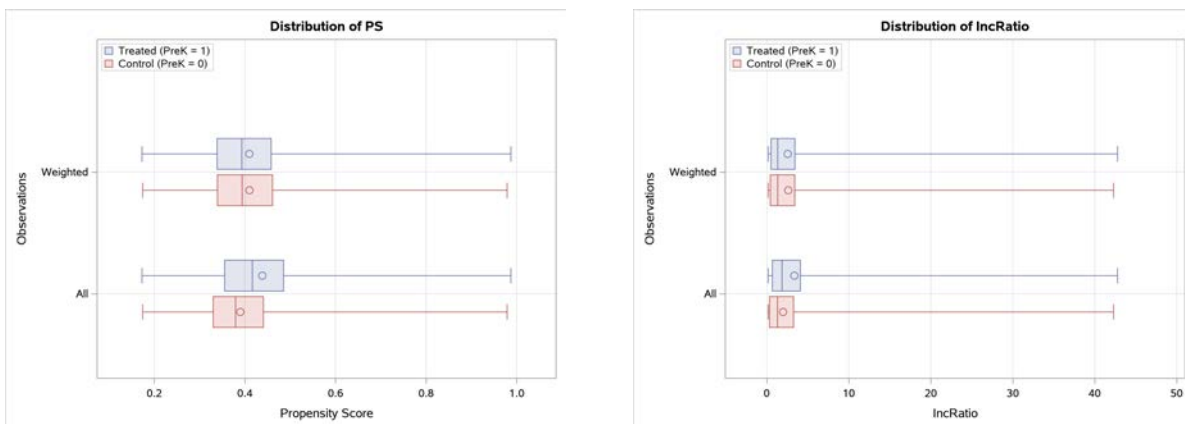 Distribution of PS
Treated (PreK = 1)
Control (PreK = 0)
Observations
Weighted
All
0.2 0.4 0.6 0.8 1.0
Propensity Score
Distribution of IncRatio
Treated (PreK = 1)
Control (PreK = 0)
Observations
Weighted
All
0 10 20 30 40 50
IncRatio